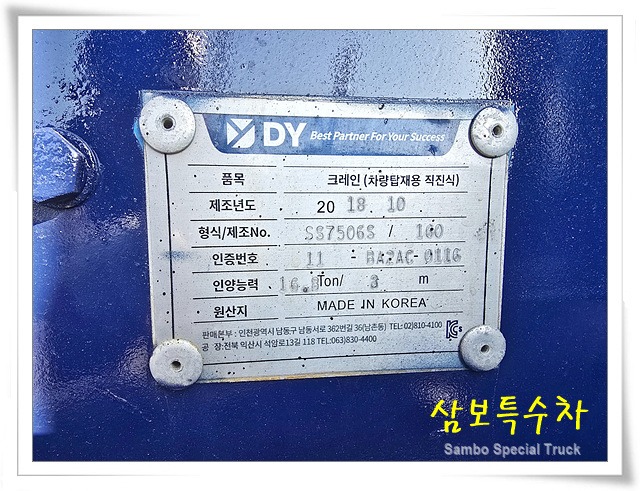 DY Best Partner For Your Success
품목 크레인 (차량탑재용 직진식)
제조년도 20 18. 10
형식/제조No. SS7506S / 160
인증번호 11 - BA2AC-0116
인양능력 16.8 Ton/ 3 m
원산지 MADE IN KOREA
판매본부 : 인천광역시 남동구 남동서로 362번길 36(남촌동) TEL: 02)810-4100
공 장:전북 익산시 석암로13길 118 TEL:063)830-4400
삼보특수차
Sambo Special Truck